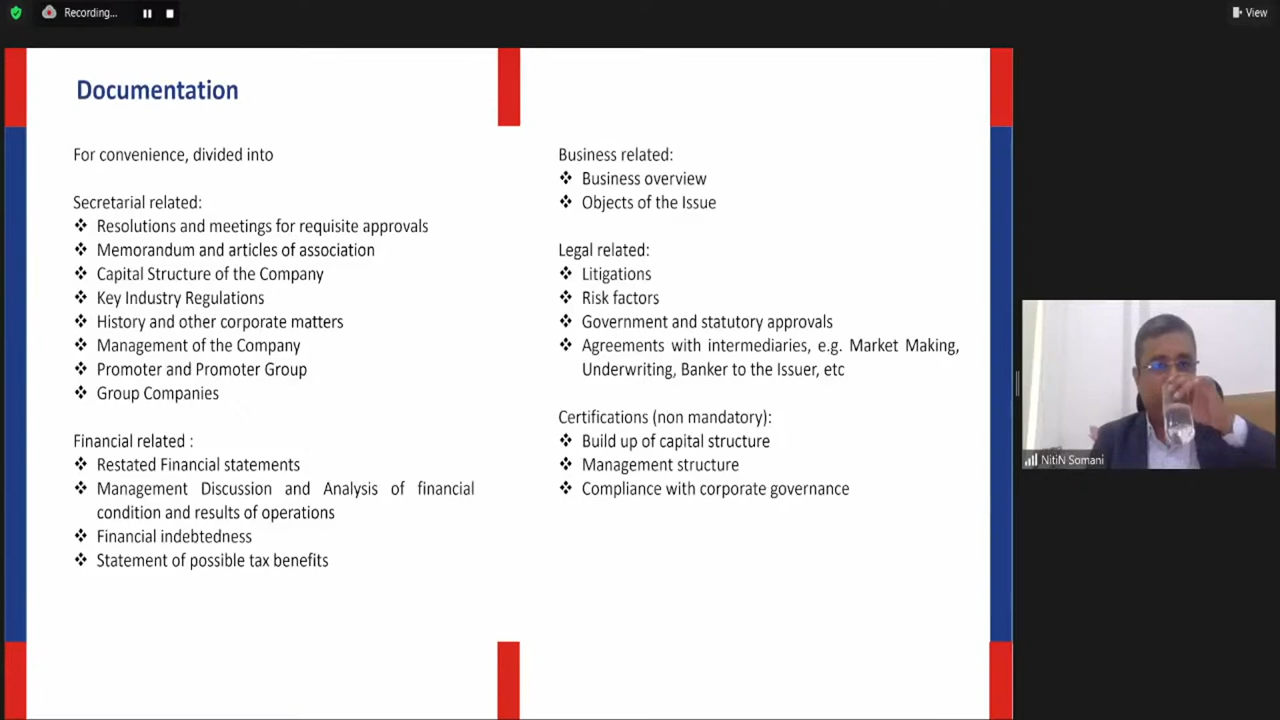 Recording...
View
Documentation
For convenience, divided into
Secretarial related:
❖ Resolutions and meetings for requisite approvals
❖ Memorandum and articles of association
❖ Capital Structure of the Company
❖ Key Industry Regulations
❖ History and other corporate matters
❖ Management of the Company
❖ Promoter and Promoter Group
❖ Group Companies
Financial related :
❖ Restated Financial statements
❖ Management Discussion and Analysis of financial
condition and results of operations
❖ Financial indebtedness
❖ Statement of possible tax benefits
Business related:
❖ Business overview
❖ Objects of the Issue
Legal related:
❖ Litigations
❖ Risk factors
❖ Government and statutory approvals
❖ Agreements with intermediaries, e.g. Market Making,
Underwriting, Banker to the Issuer, etc
Certifications (non mandatory):
❖ Build up of capital structure
❖ Management structure
❖ Compliance with corporate governance
NitiN Somani